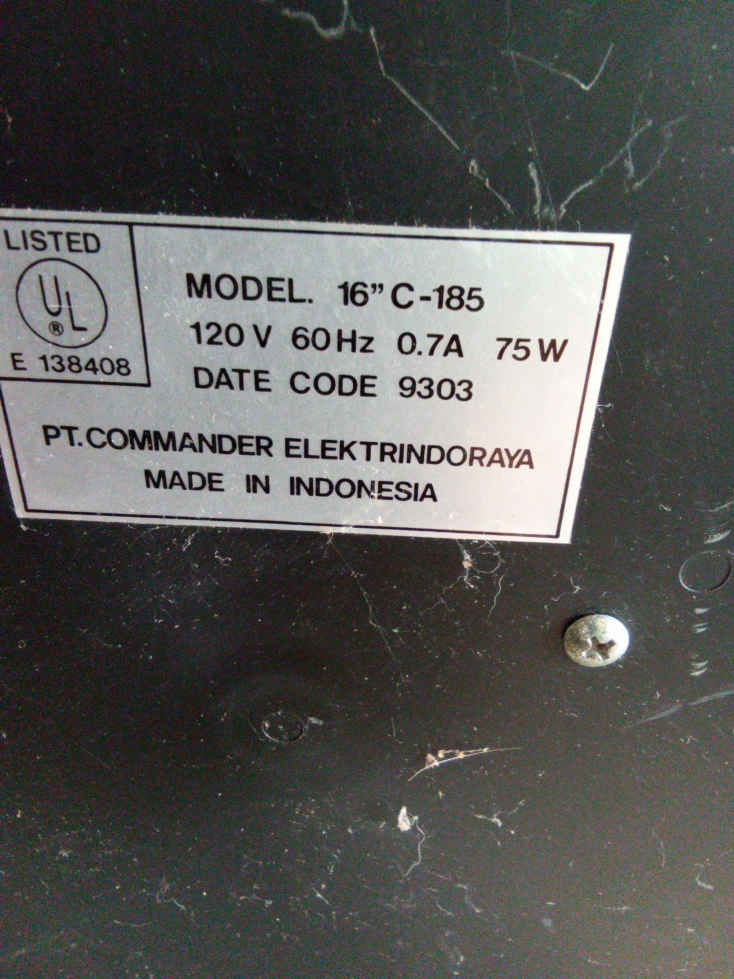 LISTED
UL
®
E 138408
MODEL. 16” C-185
120 V 60 Hz 0.7A 75 W
DATE CODE 9303
PT. COMMANDER ELEKTRINDORAYA
MADE IN INDONESIA